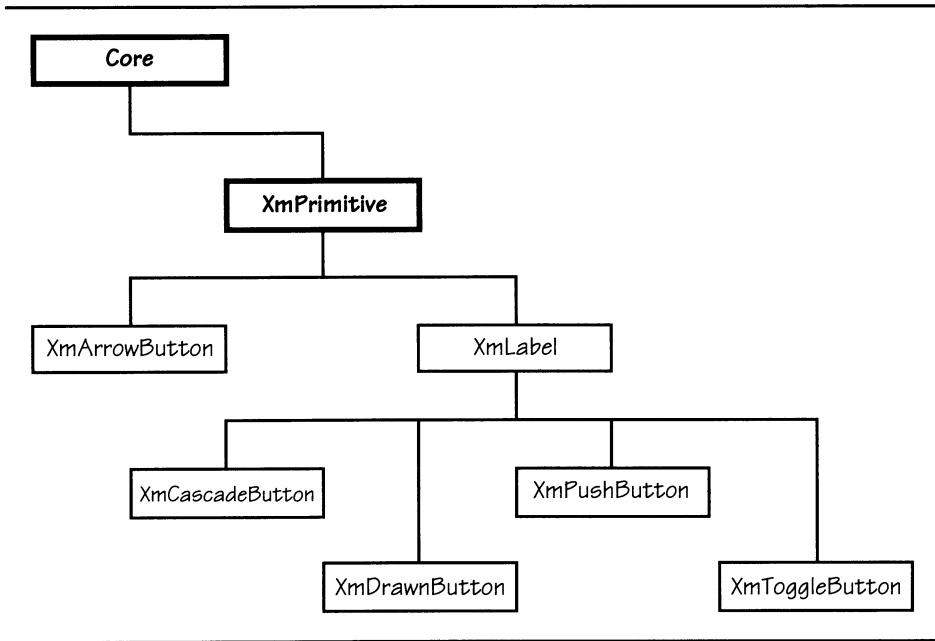 Core
XmPrimitive
XmArrowButton
XmLabel
XmCascadeButton
XmPushButton
XmDrawnButton
XmToggleButton